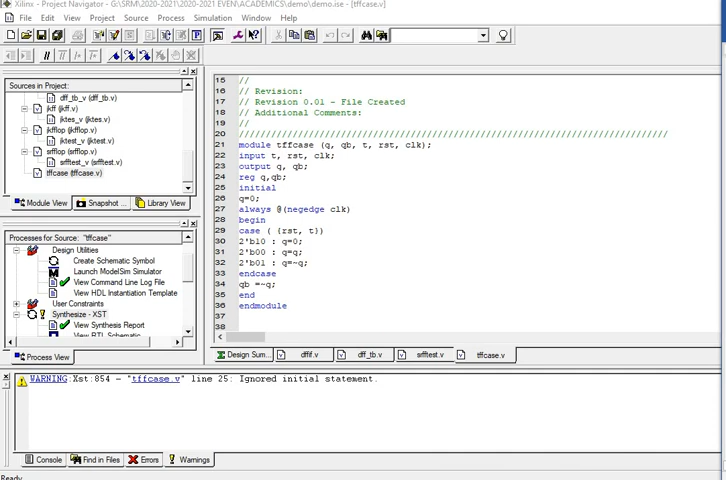 Xilinx - Project Navigator - G:\SRM\2020-2021\2020-2021 EVEN\ACADEMICS\demo\demo.ise - [tffcase.v]
File Edit View Project Source Process Simulation Window Help
Sources in Project:
dff_tb_v (dff_tb.v)
jkff (jkff.v)
jktes_v (jktes.v)
jkfflop (jkfflop.v)
jktest_v (jktest.v)
srfflop (srfflop.v)
srfftest_v (srfftest.v)
tffcase (tffcase.v)
Module View Snapshot ... Library View
Processes for Source: "tffcase"
Design Utilities
Create Schematic Symbol
Launch ModelSim Simulator
View Command Line Log File
View HDL Instantiation Template
User Constraints
Synthesize - XST
View Synthesis Report
View RTL Schematic
Process View
15 //
16 // Revision:
17 // Revision 0.01 - File Created
18 // Additional Comments:
19 //
20 ////////////////////////////////////////////////////////////////////////////////
21 module tffcase (q, qb, t, rst, clk);
22 input t, rst, clk;
23 output q, qb;
24 reg q,qb;
25 initial
26 q=0;
27 always @(negedge clk)
28 begin
29 case ( {rst, t})
30 2'b10 : q=0;
31 2'b00 : q=q;
32 2'b01 : q=~q;
33 endcase
34 qb =~q;
35 end
36 endmodule
37
38
Design Sum... dffif.v dff_tb.v srfftest.v tffcase.v
WARNING:Xst:854 - "tffcase.v" line 25: Ignored initial statement.
Console Find in Files Errors Warnings
Ready